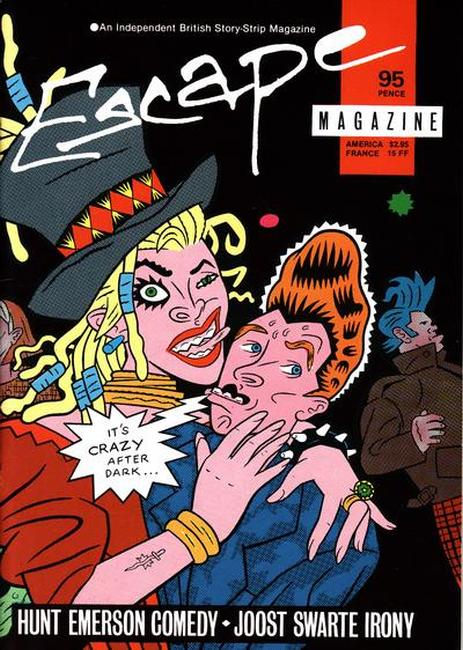 ●An Independent British Story-Strip Magazine
Escape
95
PENCE
MAGAZINE
AMERICA $2.95
FRANCE 15 FF
IT'S
CRAZY
AFTER
DARK...
HUNT EMERSON COMEDY • JOOST SWARTE IRONY